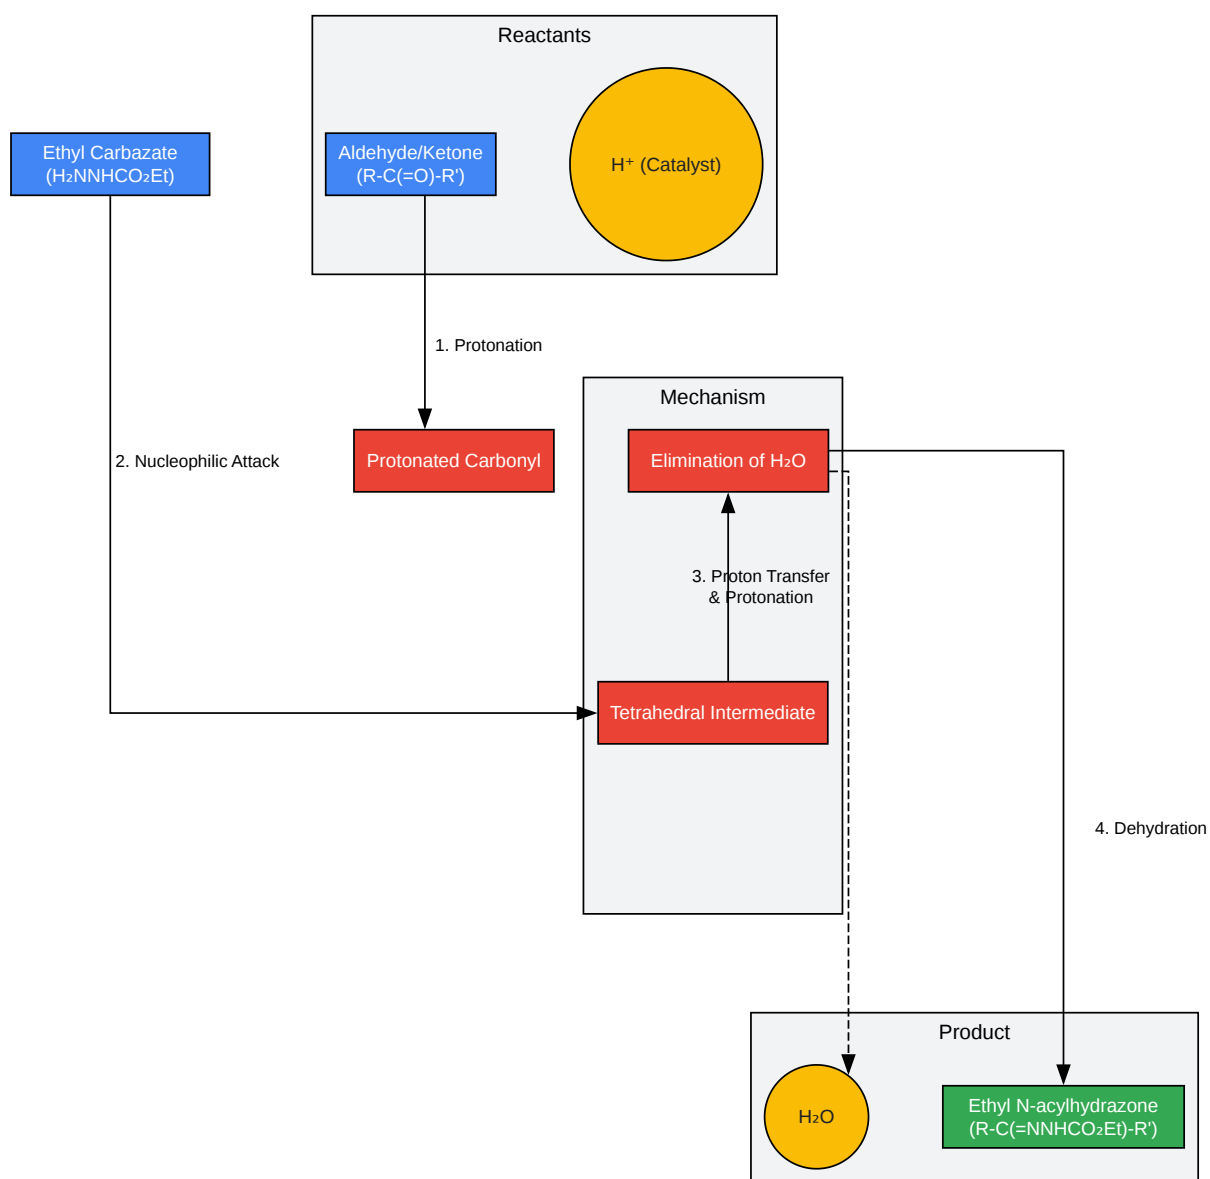 Reactants
Ethyl Carbazate
(H₂NNHCO₂Et)
Aldehyde/Ketone
(R-C(=O)-R')
H⁺ (Catalyst)
1. Protonation
Mechanism
2. Nucleophilic Attack
Protonated Carbonyl
Elimination of H₂O
3. Proton Transfer
& Protonation
Tetrahedral Intermediate
4. Dehydration
Product
H₂O
Ethyl N-acylhydrazone
(R-C(=NNHCO₂Et)-R')